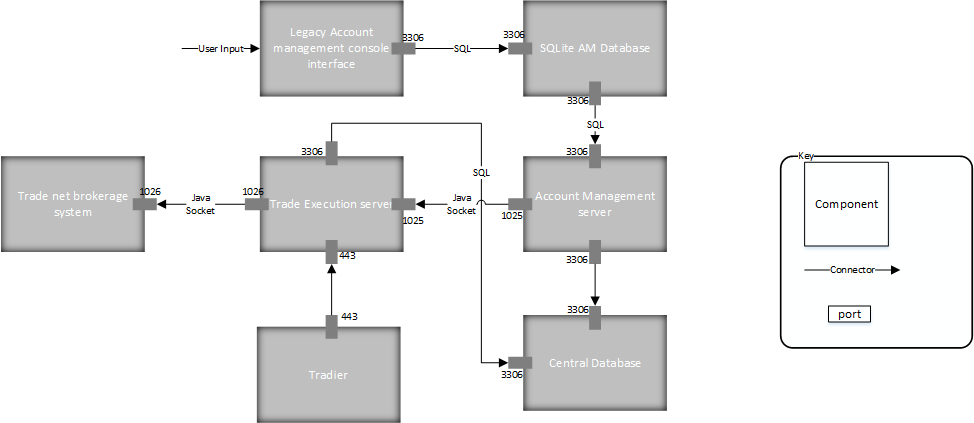 Legacy Account
management console
interface
User Input
3306
SQL
3306
SQLite AM Database
3306
SQL
3306
3306
SQL
Key
Trade net brokerage
system
1026
Java
Socket
1026
Trade Execution server
1025
Java
Socket
1025
Account Management
server
Component
443
3306
Connector
443
3306
port
Tradier
3306
Central Database